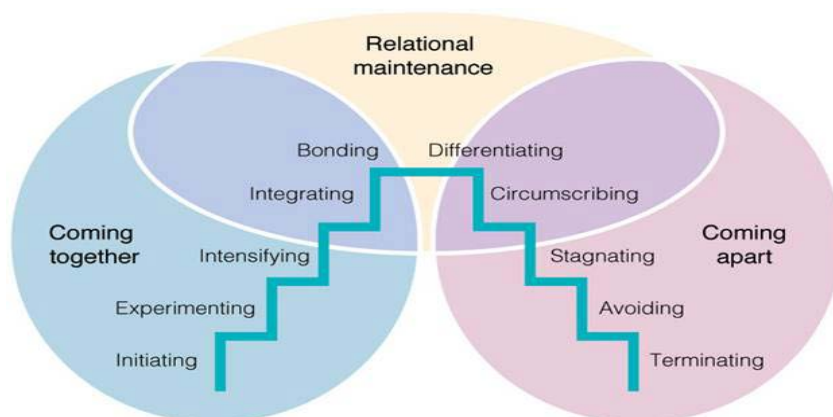 Relational
maintenance
Bonding
Differentiating
Integrating
Circumscribing
Coming
together
Intensifying
Stagnating
Coming
apart
Experimenting
Avoiding
Initiating
Terminating